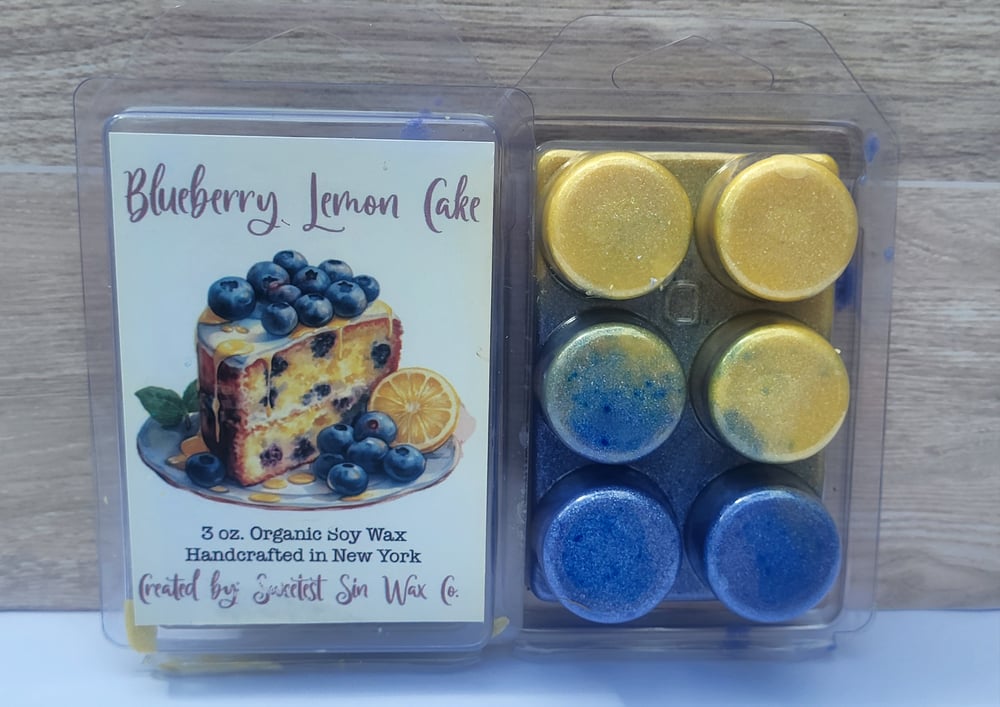 Blueberry Lemon Cake
3 oz. Organic Soy Wax
Handcrafted in New York
Created by: Sweetest Sin Wax Co.